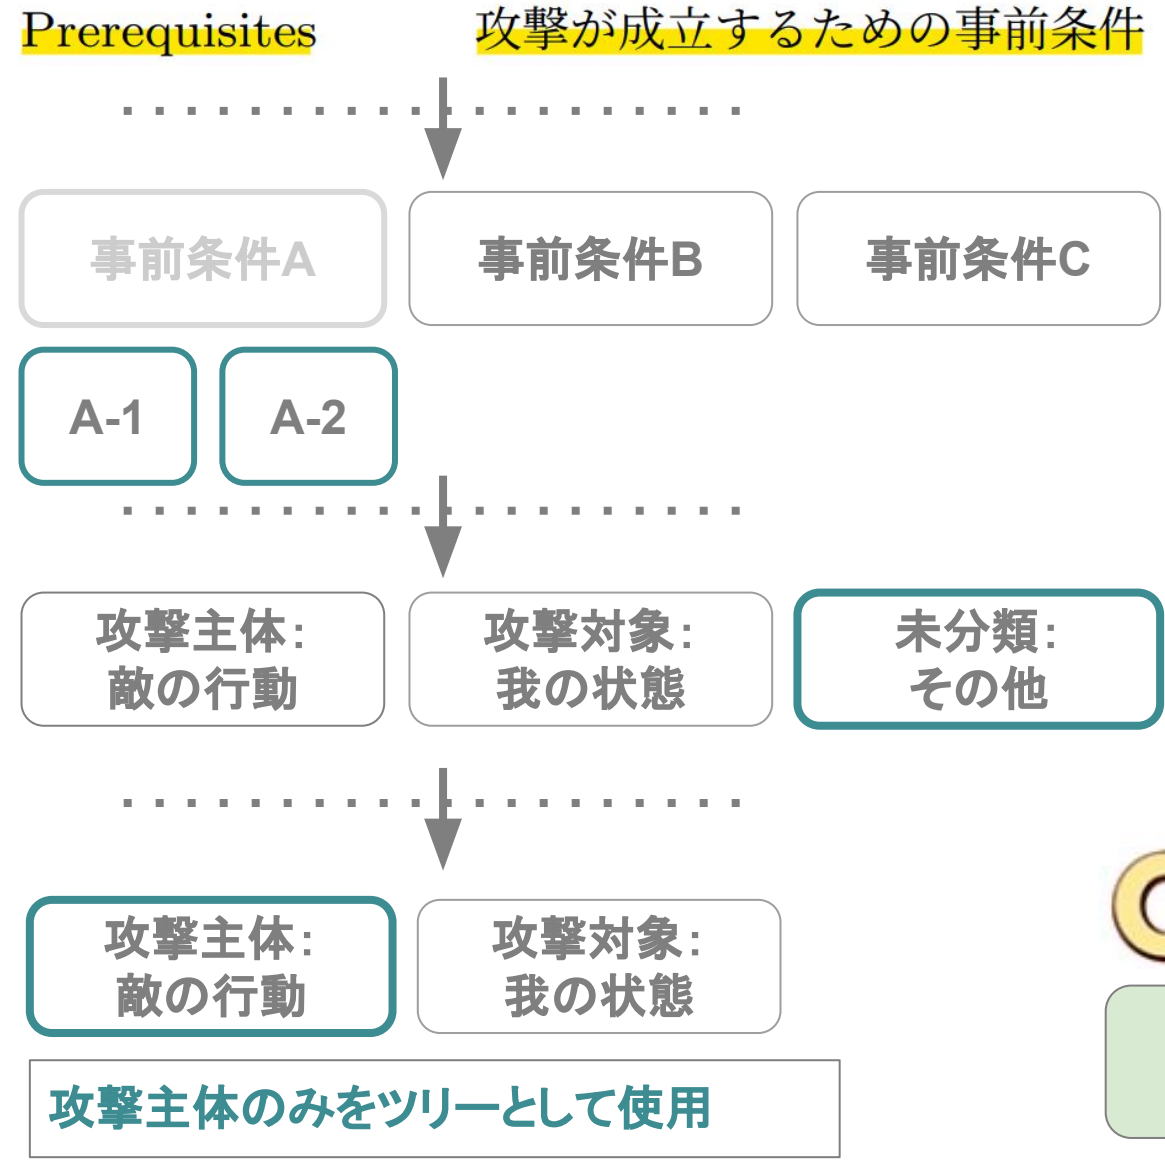 Prerequisites 攻撃が成立するための事前条件
事前条件A
事前条件B
事前条件C
A-1
A-2
攻撃主体:
敵の行動
攻撃対象:
我の状態
未分類:
その他
攻撃主体:
敵の行動
攻撃対象:
我の状態
攻撃主体のみをツリーとして使用